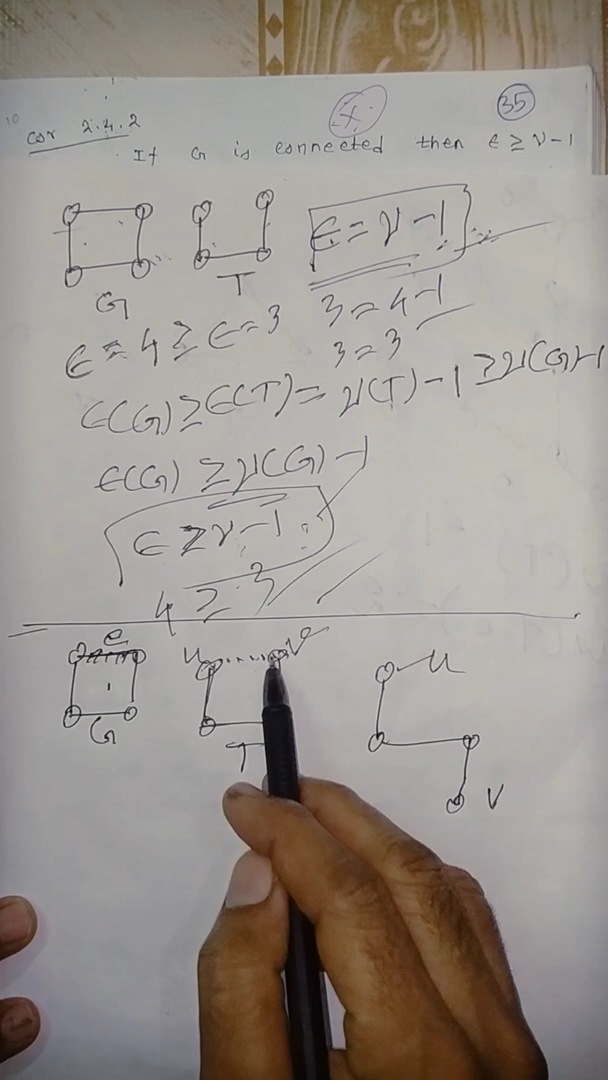 35
Cor 2.4.2
If G is connected then ε ≥ ν-1
G T ε = ν-1
ε = 4 ≥ ε = 3 3 = 4-1
3 = 3
ε(G) ≥ ε(T) = ν(T) - 1 ≥ ν(G)-1
ε(G) ≥ ν(G) - 1
ε ≥ ν-1
4 ≥ 3
e u v u
G T v